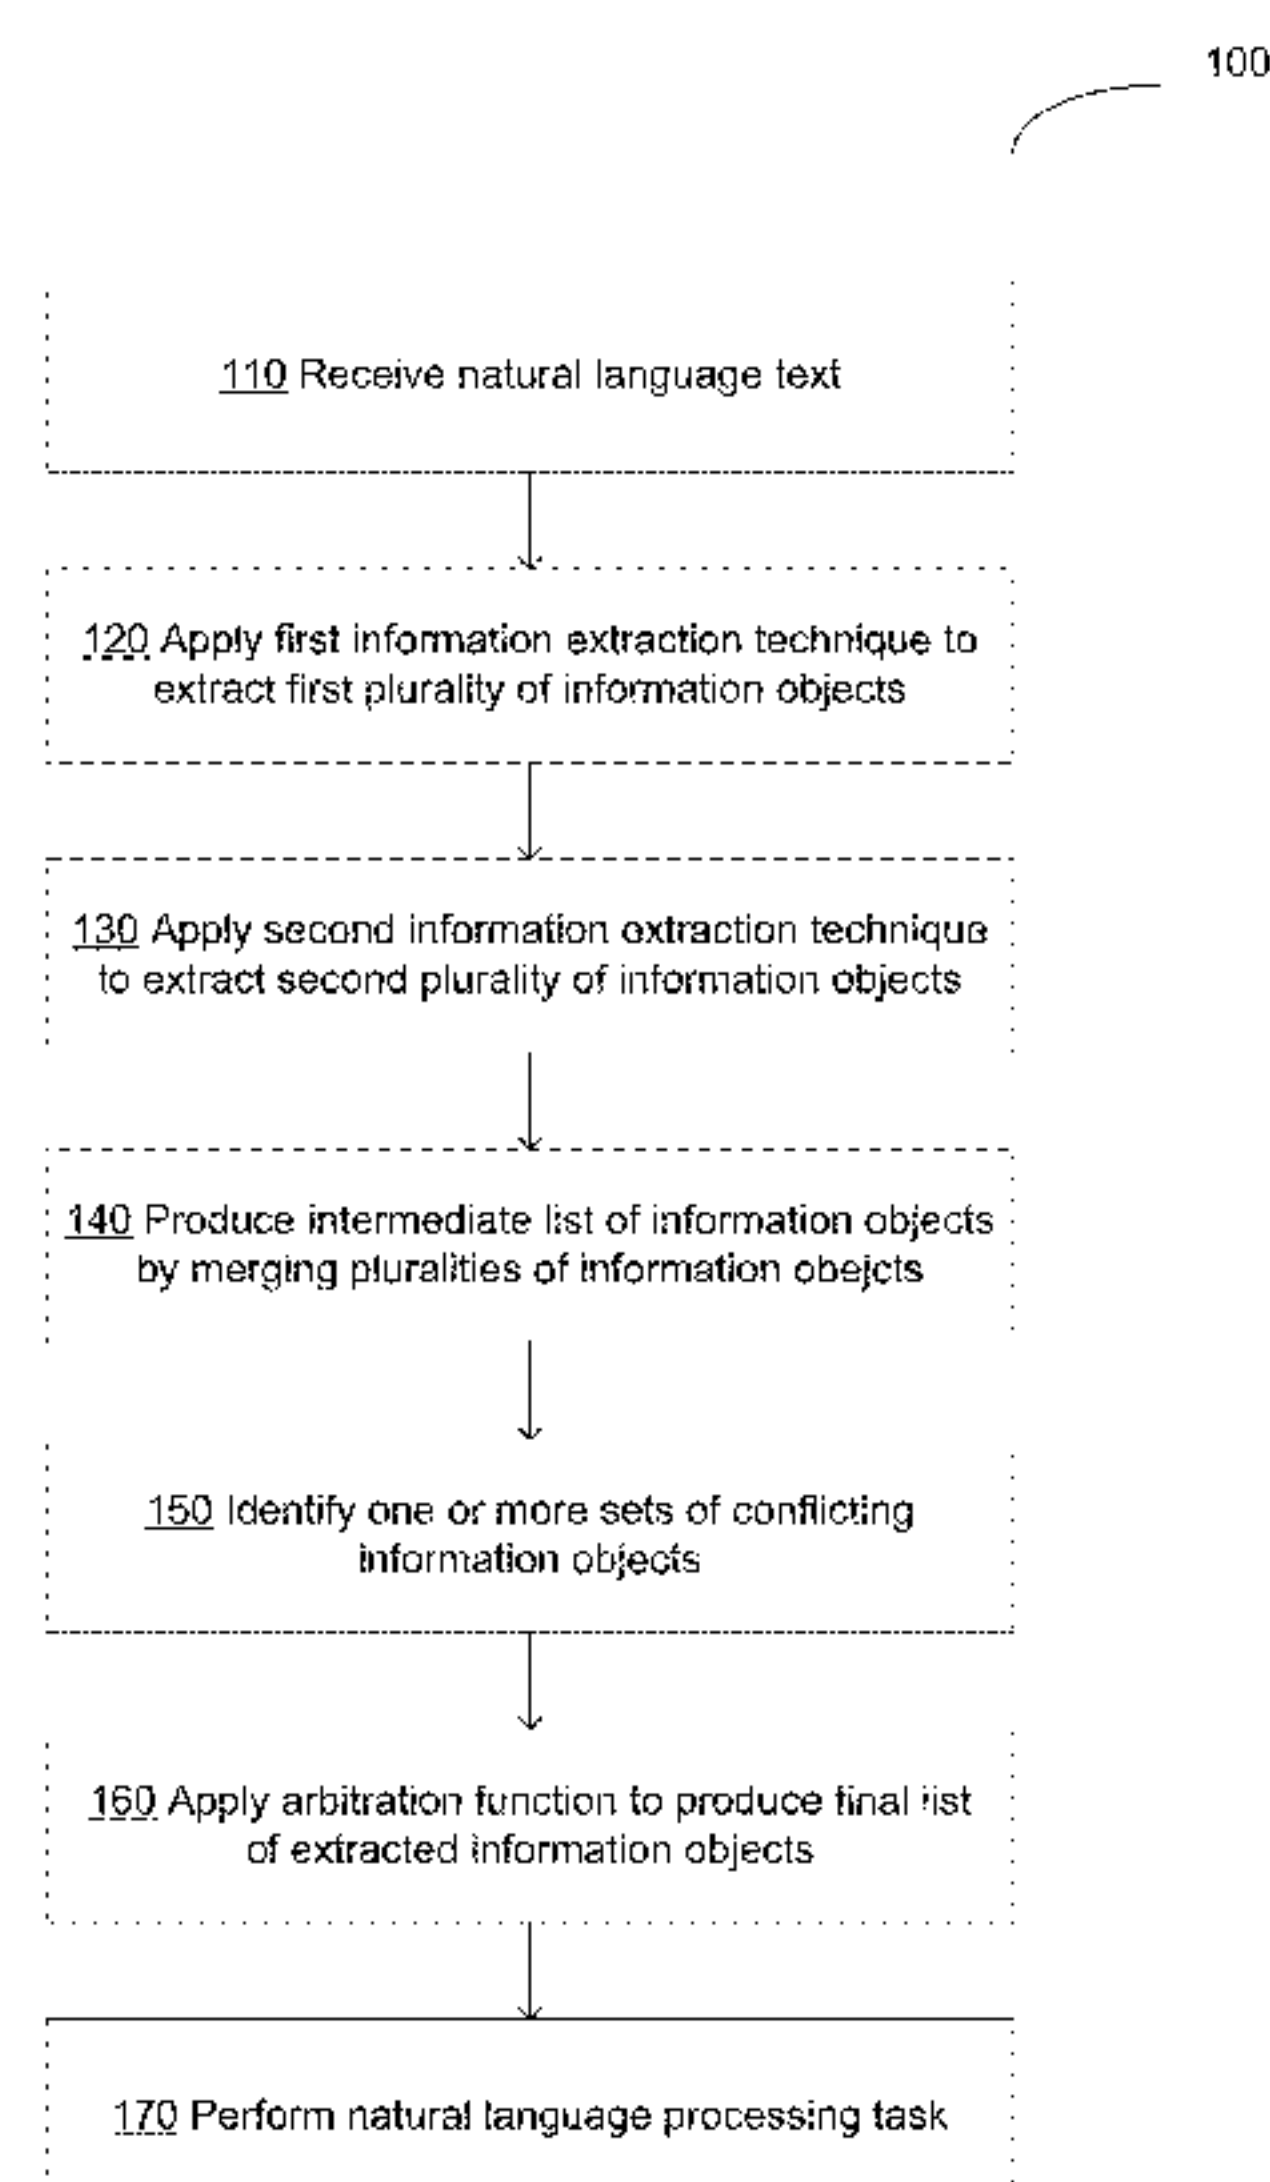 100
110 Receive natural language text
120 Apply first information extraction technique to
extract first plurality of information objects
130 Apply second information extraction technique
to extract second plurality of information objects
140 Produce intermediate list of information objects
by merging pluralities of information obejcts
150 Identify one or more sets of conflicting
information objects
160 Apply arbitration function to produce final list
of extracted information objects
170 Perform natural language processing task